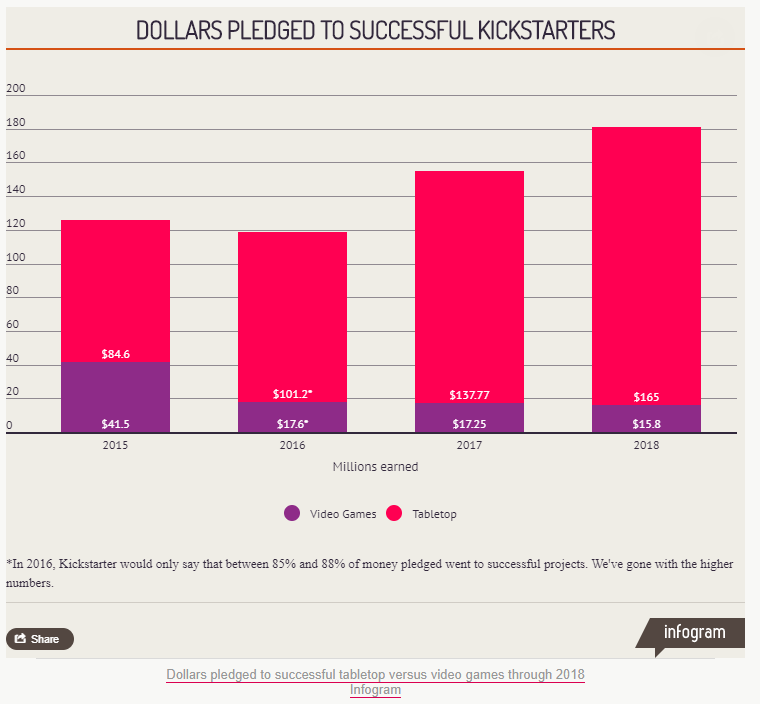 DOLLARS PLEDGED TO SUCCESSFUL KICKSTARTERS
200
180
160
140
120
100
80
60
40
20
0
$84.6
$41.5
$101.2*
$17.6*
$137.77
$17.25
$165
$15.8
2015 2016 2017 2018
Millions earned
Video Games Tabletop
*In 2016, Kickstarter would only say that between 85% and 88% of money pledged went to successful projects. We've gone with the higher
numbers.
Share
infogram
Dollars pledged to successful tabletop versus video games through 2018
Infogram